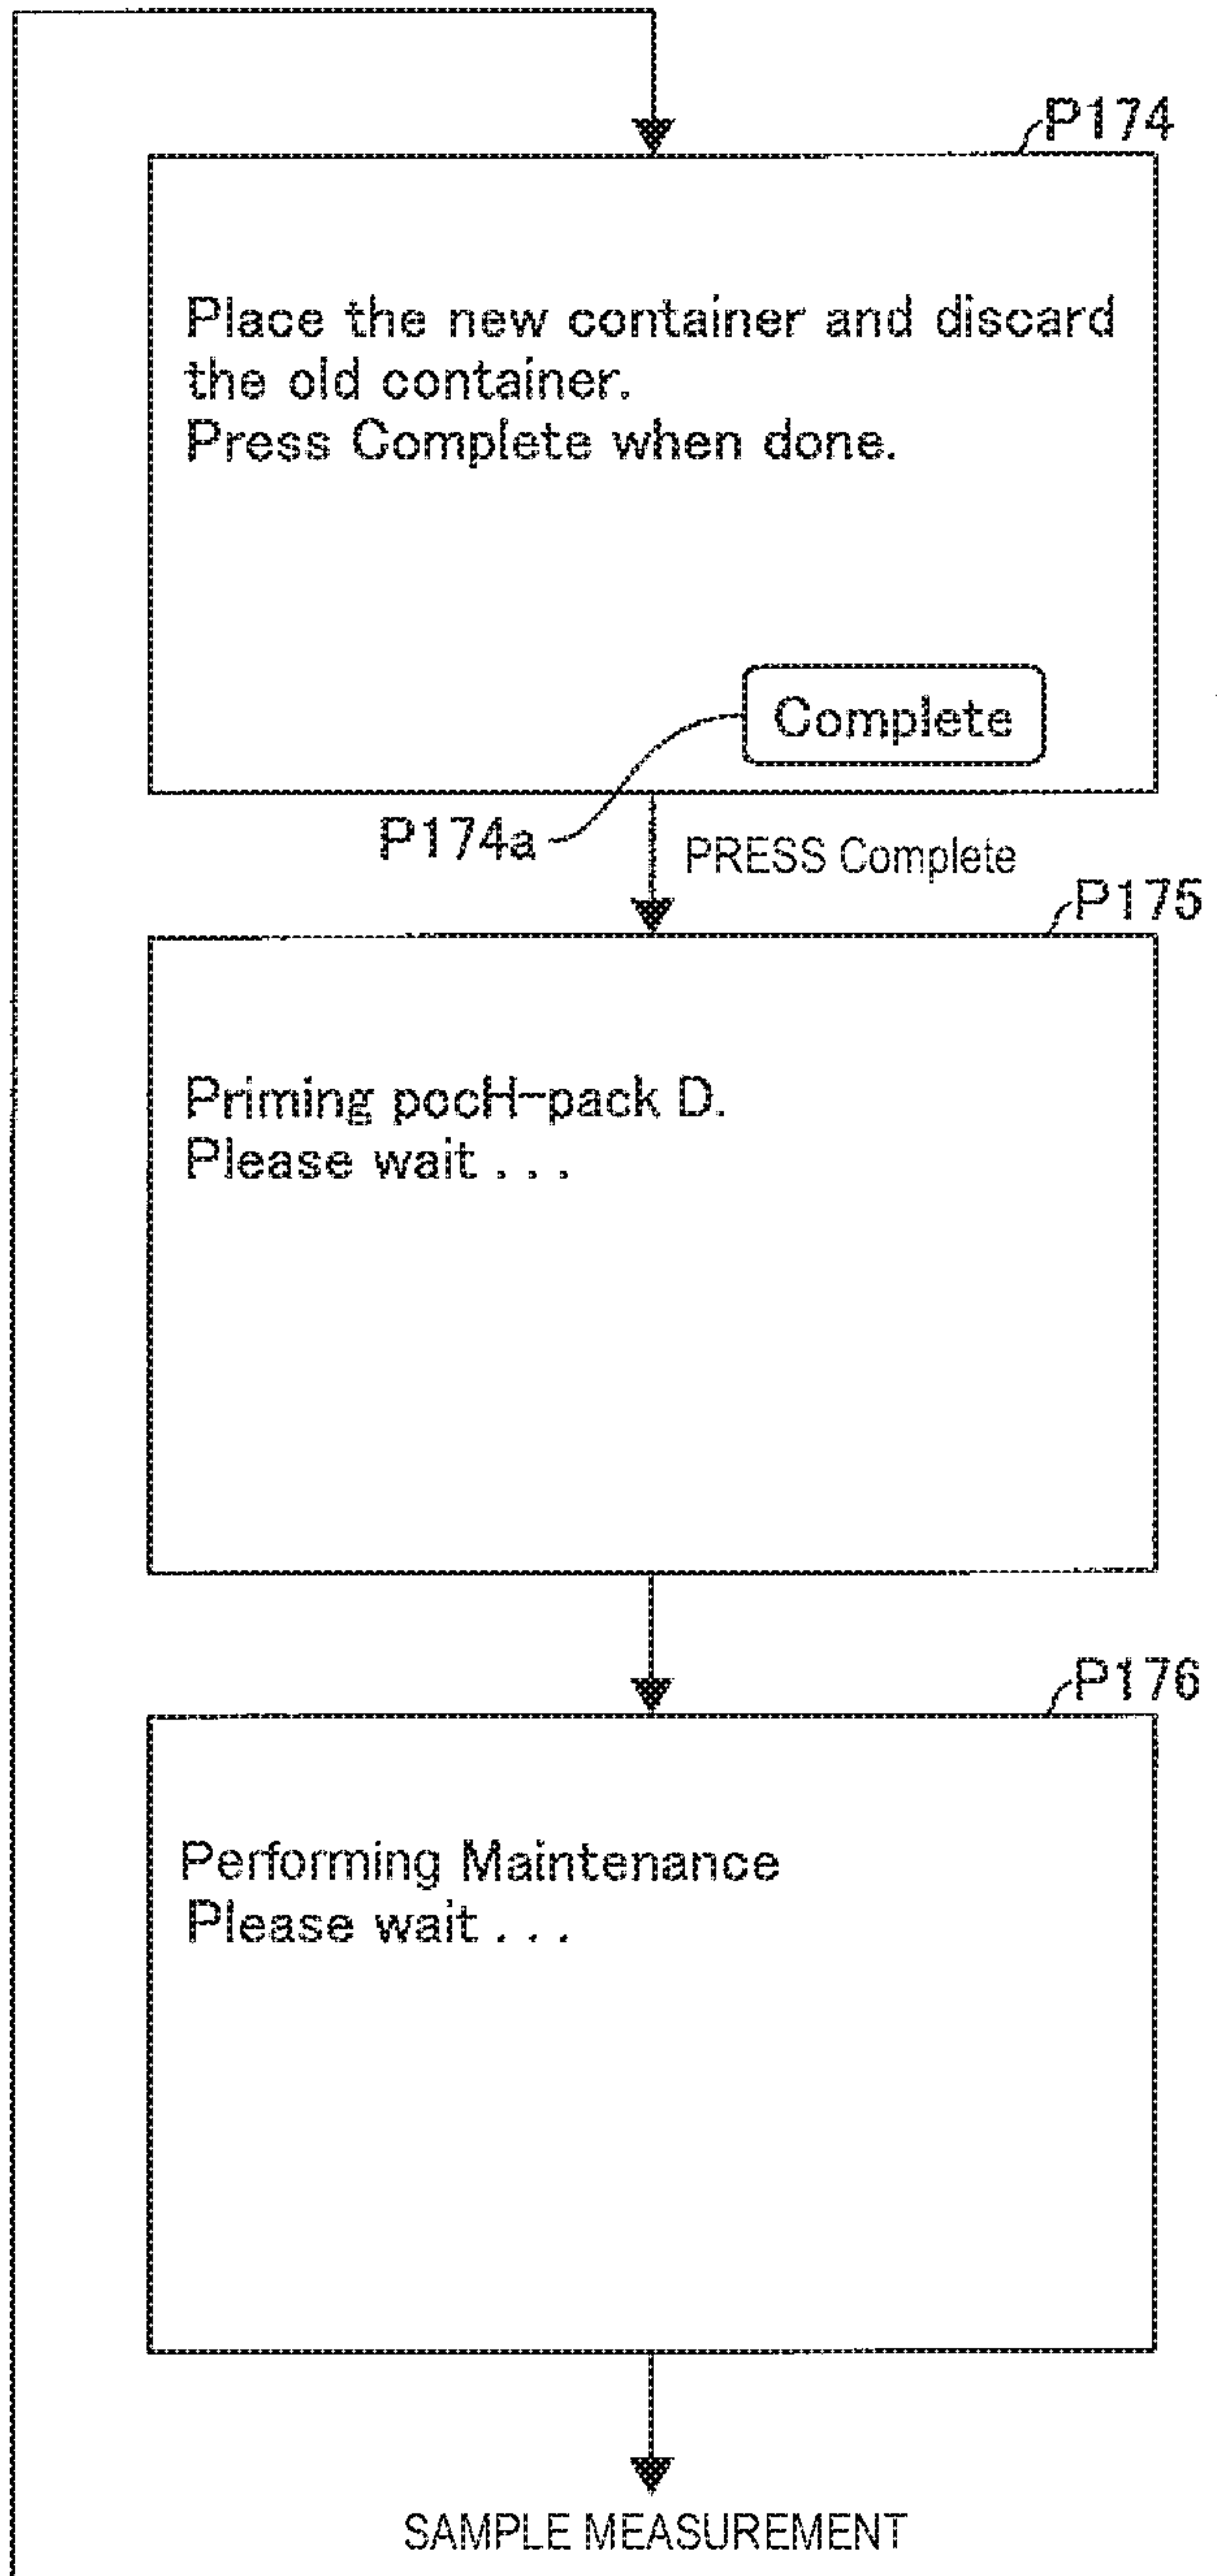 P174
Place the new container and discard
the old container.
Press Complete when done.
Complete
P174a
PRESS Complete
P175
Priming pocH-pack D.
Please wait . . .
P176
Performing Maintenance
Please wait . . .
SAMPLE MEASUREMENT